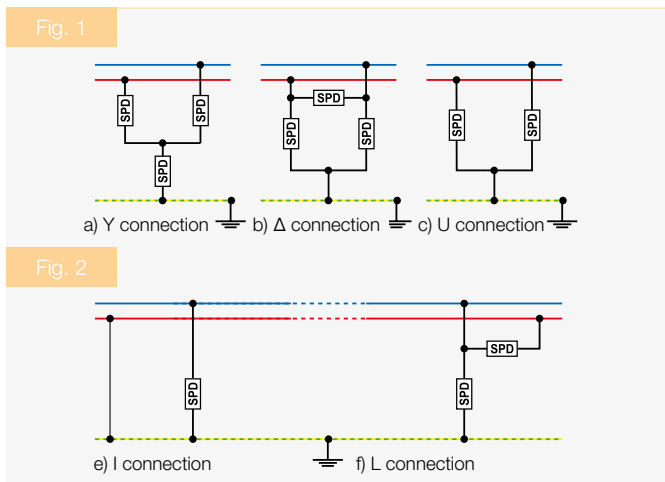 Fig. 1
SPD
SPD SPD SPD SPD SPD SPD
SPD
a) Y connection b) Δ connection c) U connection
Fig. 2
SPD
SPD SPD
e) I connection f) L connection